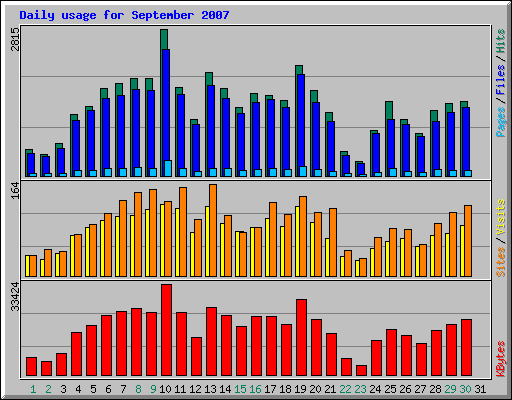 Daily usage for September 2007
2815
Pages / Files / Hits
164
Sites / Visits
33424
KBytes
1 2 3 4 5 6 7 8 9 10 11 12 13 14 15 16 17 18 19 20 21 22 23 24 25 26 27 28 29 30 31